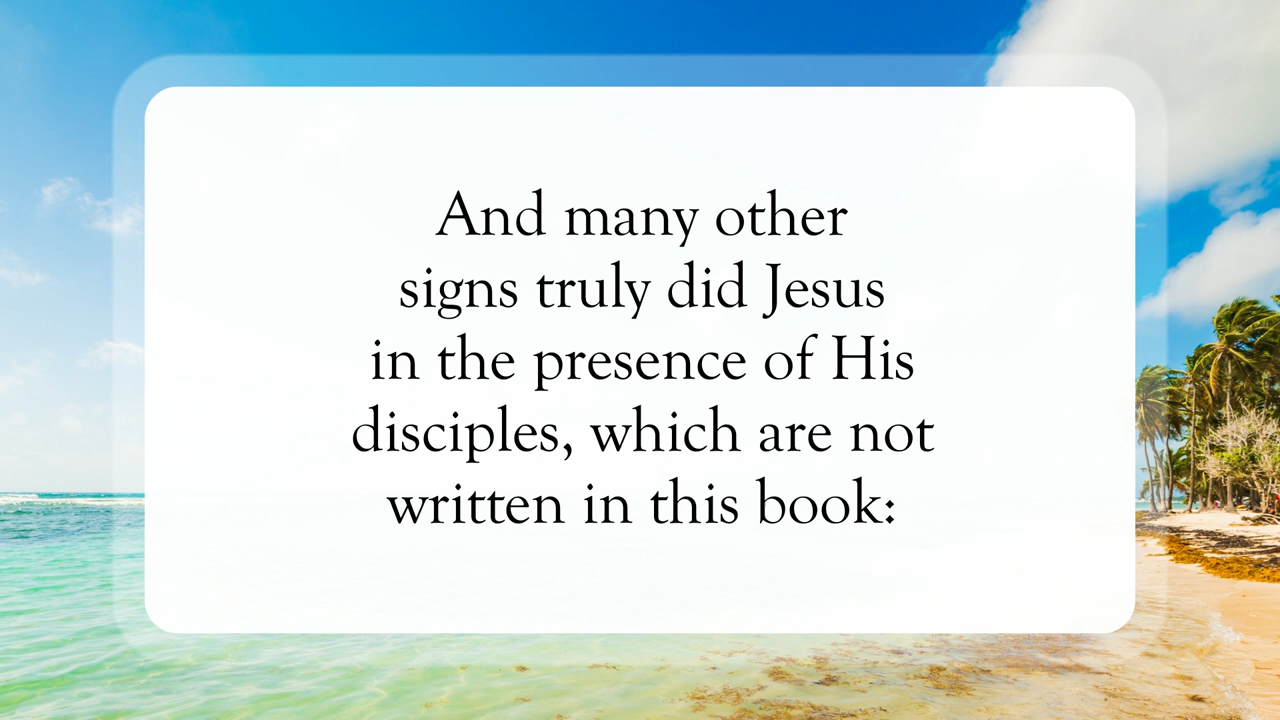 And many other
signs truly did Jesus
in the presence of His
disciples, which are not
written in this book: